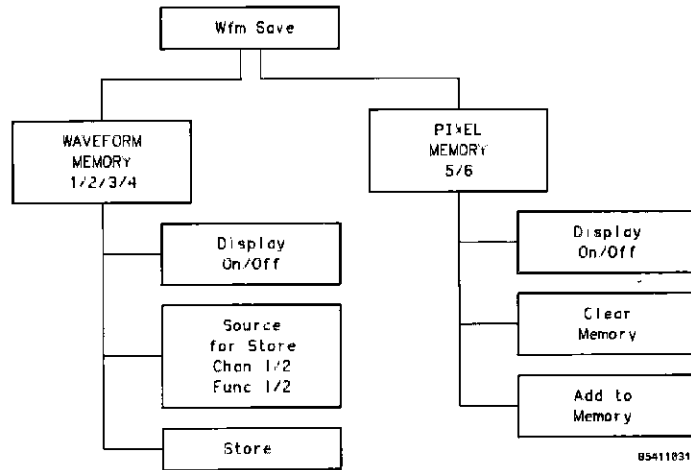 Wfm Save
WAVEFORM
MEMORY
1/2/3/4
Display
On/Off
Source
for Store
Chan 1/2
Func 1/2
Store
PIXEL
MEMORY
5/6
Display
On/Off
Clear
Memory
Add to
Memory
85411031